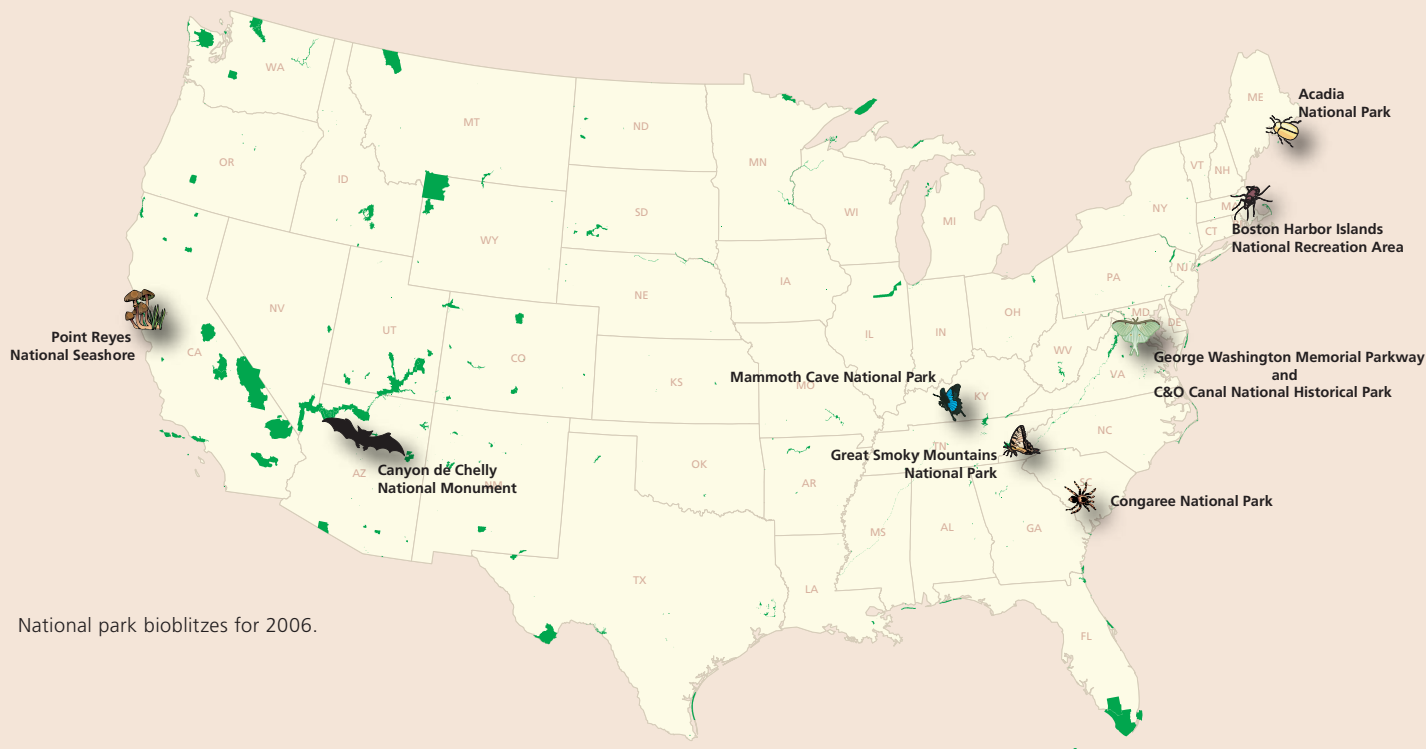 WA
MT
ND
MN
OR
ID
SD
WI
MI
WY
NE
IA
NV
UT
CO
KS
MO
IL
IN
OH
PA
NY
VT
NH
ME
MA
CT
NJ
MD
DE
WV
VA
KY
NC
TN
SC
GA
AL
MS
AR
OK
NM
AZ
CA
TX
LA
FL
Acadia
National Park
Boston Harbor Islands
National Recreation Area
Point Reyes
National Seashore
George Washington Memorial Parkway
and
C&O Canal National Historical Park
Mammoth Cave National Park
Great Smoky Mountains
National Park
Canyon de Chelly
National Monument
Congaree National Park
National park bioblitzes for 2006.